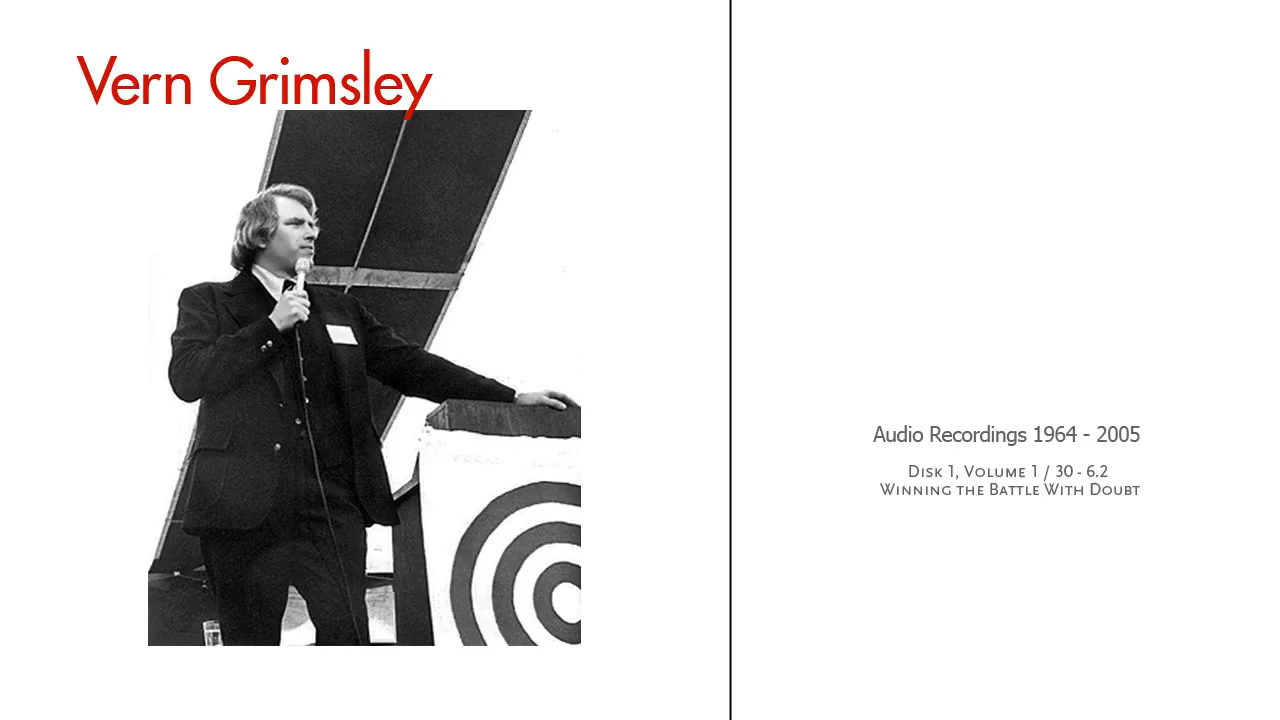 Vern Grimsley
Audio Recordings 1964 - 2005
Disk 1, Volume 1 / 30 - 6.2
Winning the Battle With Doubt